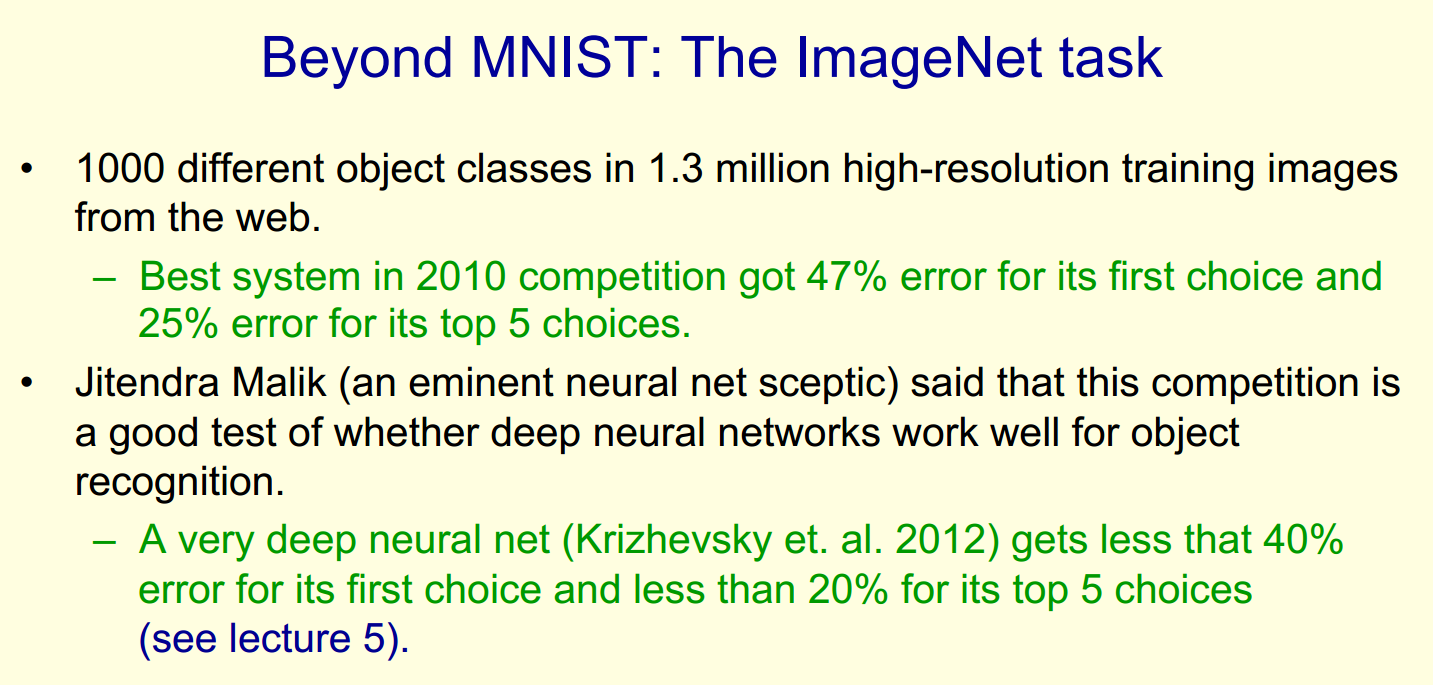 Beyond MNIST: The ImageNet task
• 1000 different object classes in 1.3 million high-resolution training images
from the web.
– Best system in 2010 competition got 47% error for its first choice and
25% error for its top 5 choices.
• Jitendra Malik (an eminent neural net sceptic) said that this competition is
a good test of whether deep neural networks work well for object
recognition.
– A very deep neural net (Krizhevsky et. al. 2012) gets less that 40%
error for its first choice and less than 20% for its top 5 choices
(see lecture 5).